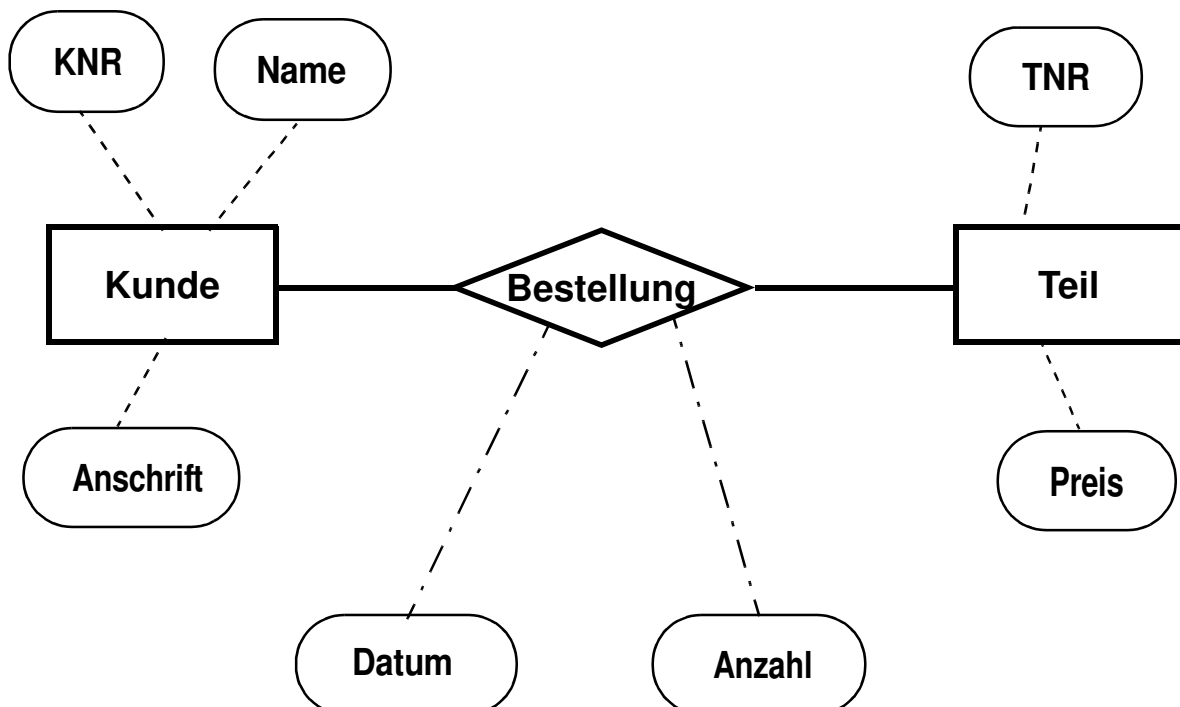 KNR
Name
TNR
Kunde
Bestellung
Teil
Anschrift
Preis
Datum
Anzahl